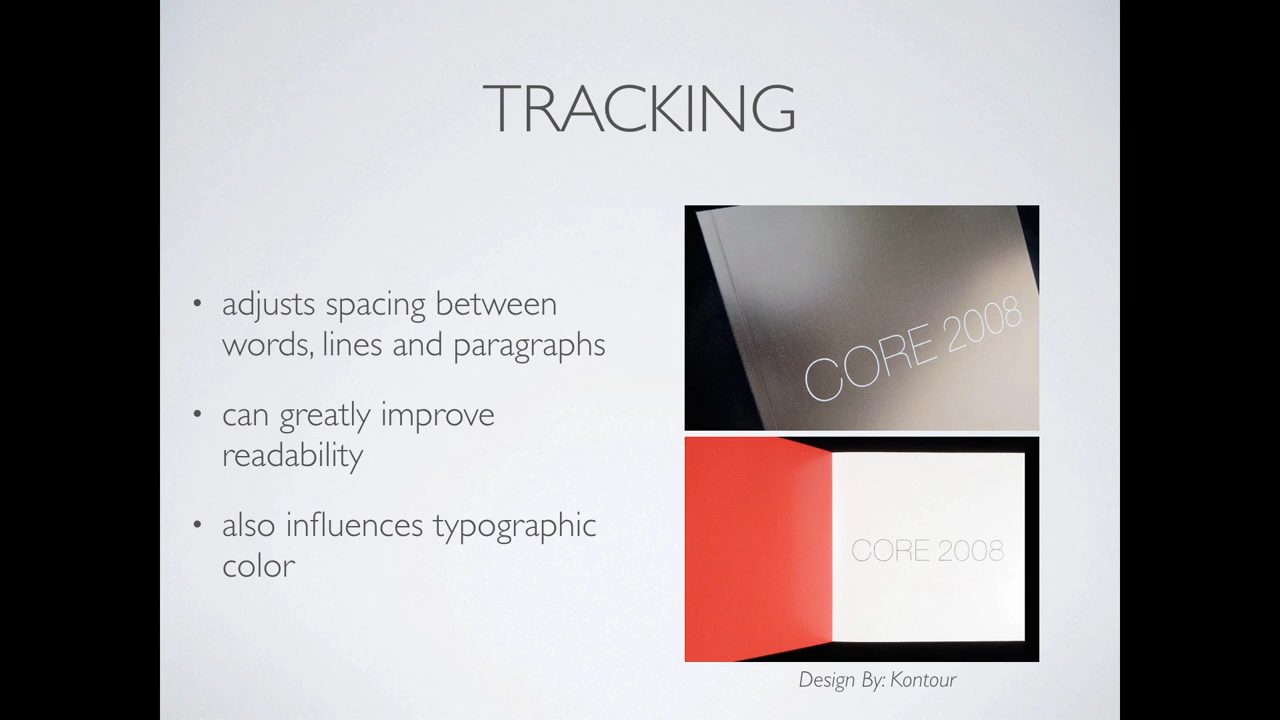 TRACKING
• adjusts spacing between
words, lines and paragraphs
• can greatly improve
readability
• also influences typographic
color
CORE 2008
CORE 2008
Design By: Kontour